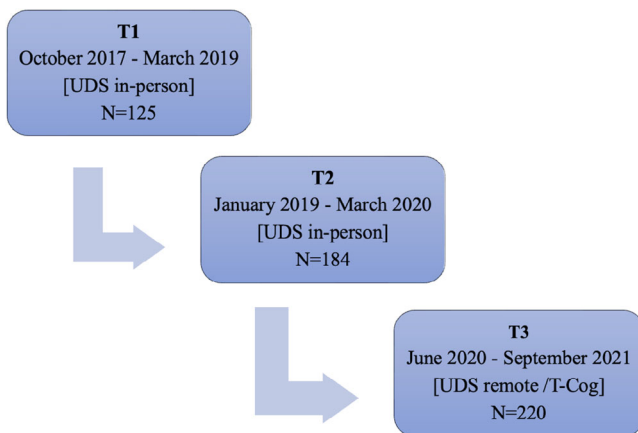 T1
October 2017 - March 2019
[UDS in-person]
N=125
T2
January 2019 - March 2020
[UDS in-person]
N=184
T3
June 2020 - September 2021
[UDS remote /T-Cog]
N=220